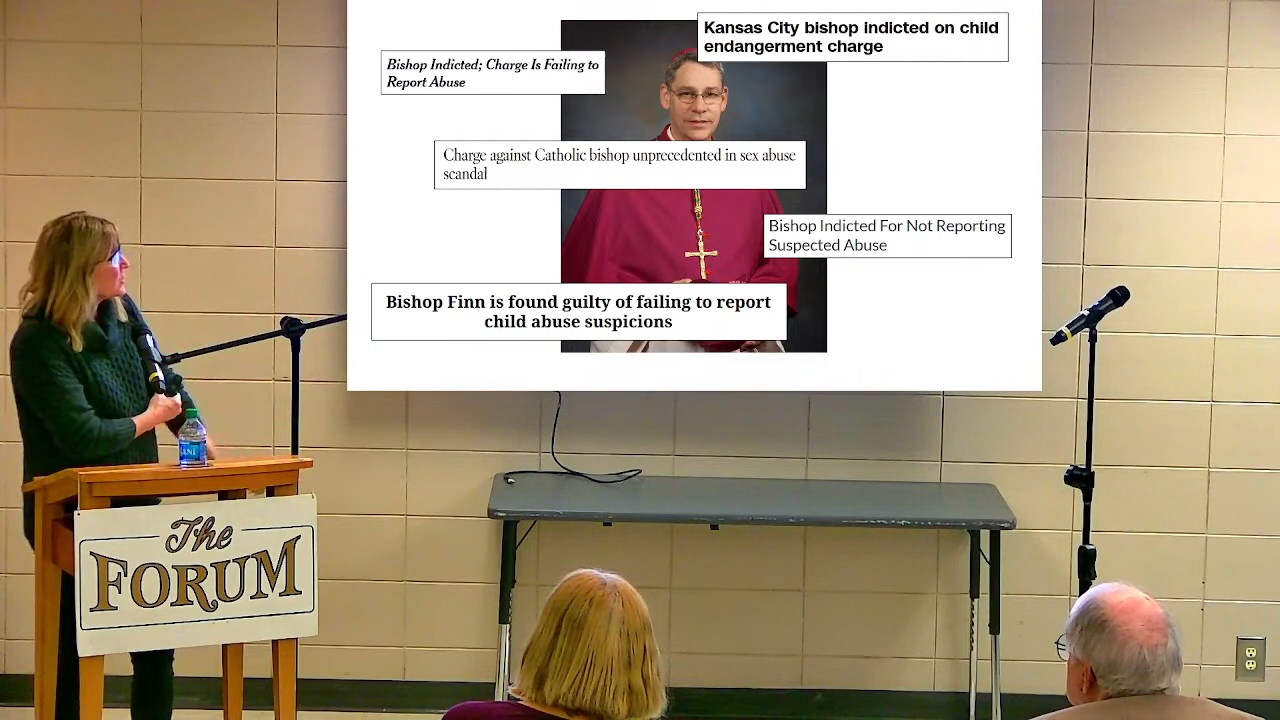 Kansas City bishop indicted on child
endangerment charge
Bishop Indicted; Charge Is Failing to
Report Abuse
Charge against Catholic bishop unprecedented in sex abuse
scandal
Bishop Indicted For Not Reporting
Suspected Abuse
Bishop Finn is found guilty of failing to report
child abuse suspicions
The
FORUM